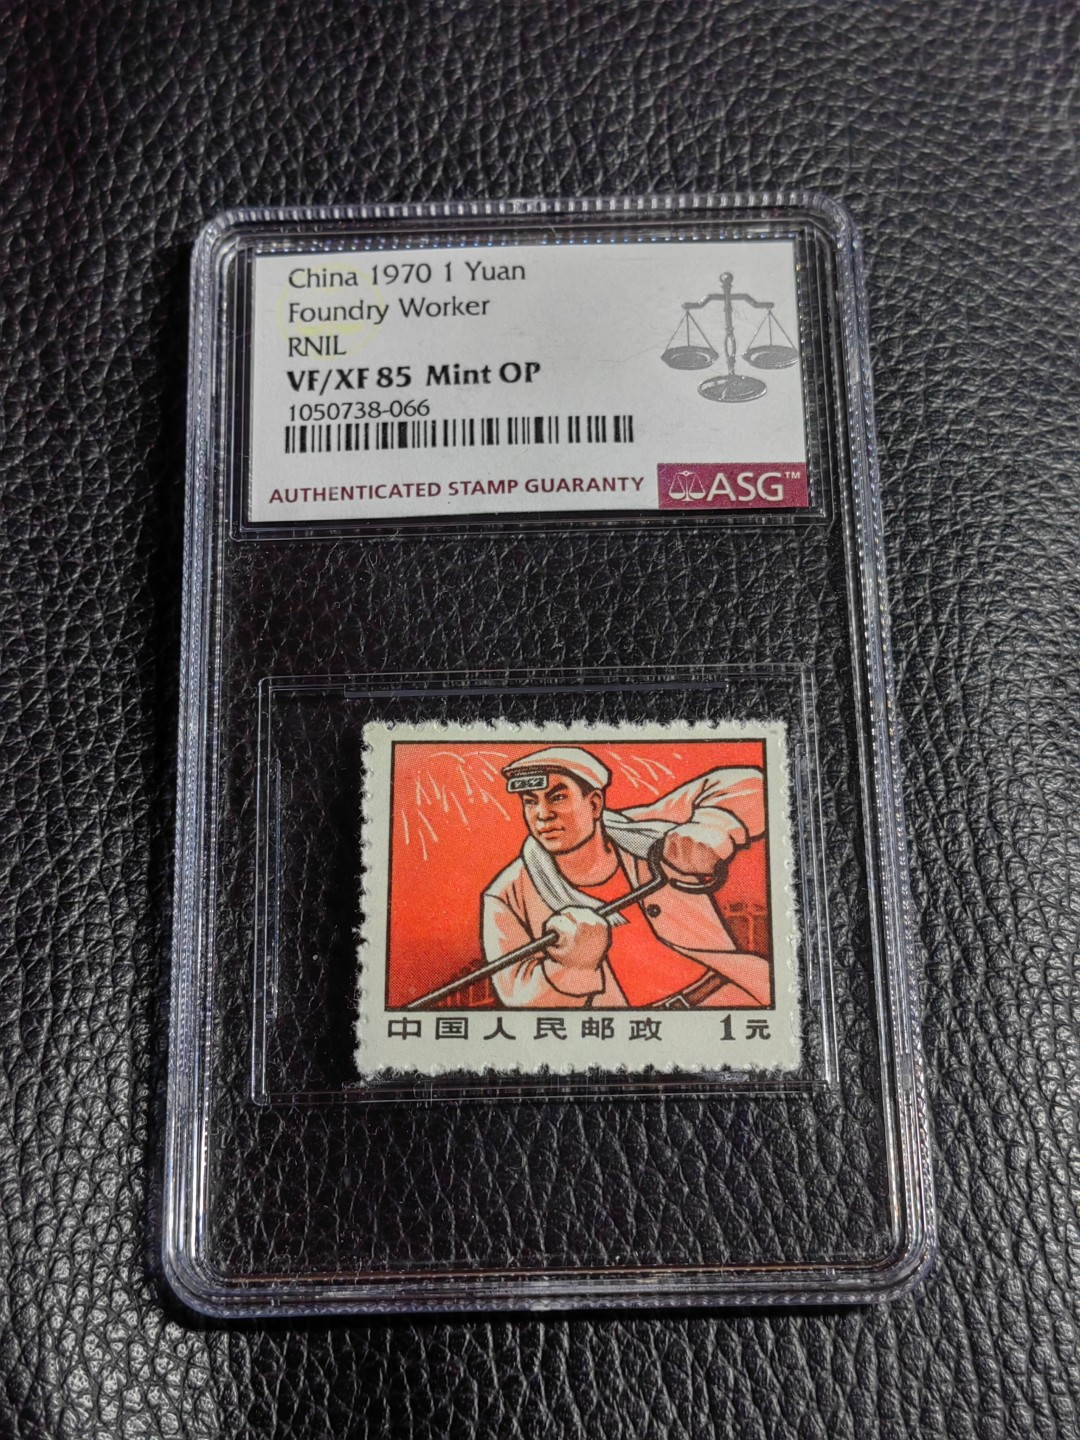 China 1970 1 Yuan
Foundry Worker
RNIL
VF/XF 85 Mint OP
1050738-066
AUTHENTICATED STAMP GUARANTY
ASG™
中国人民邮政 1元